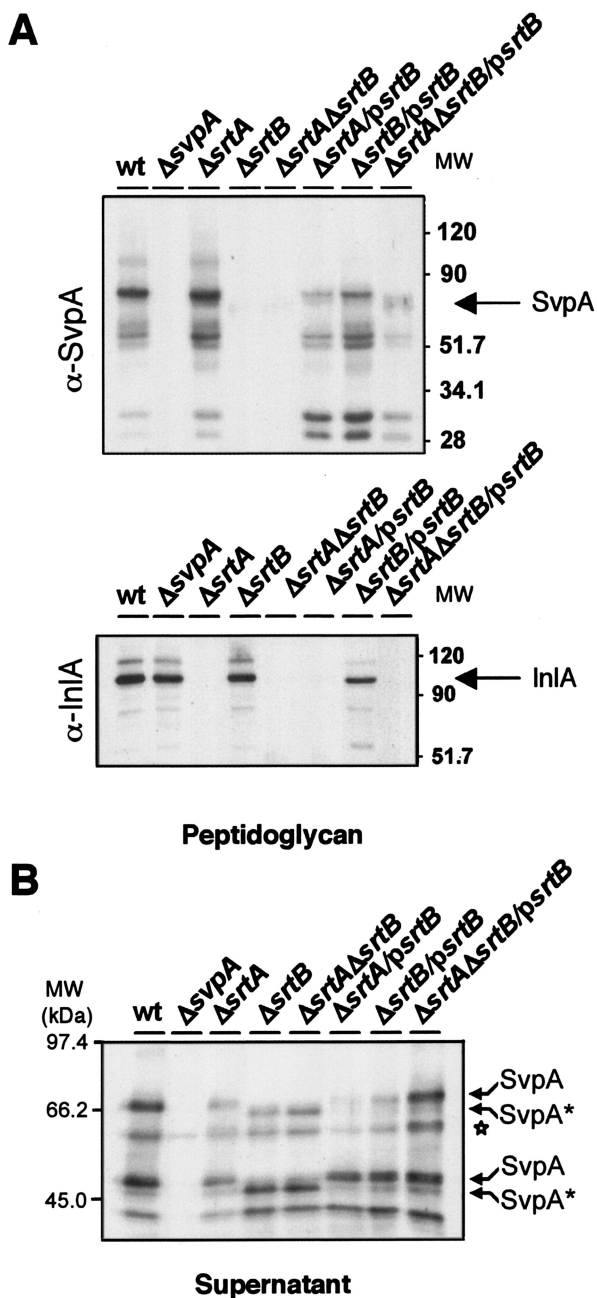 A
wt ΔsvpA ΔsrtA ΔsrtB ΔsrtAΔsrtB ΔsrtA/psrtB ΔsrtB/psrtB ΔsrtAΔsrtB/psrtB MW
α-SvpA
120
90
SvpA
51.7
34.1
28
wt ΔsvpA ΔsrtA ΔsrtB ΔsrtAΔsrtB ΔsrtA/psrtB ΔsrtB/psrtB ΔsrtAΔsrtB/psrtB MW
α-InlA
120
InlA
90
51.7
Peptidoglycan
B
MW
(kDa)
wt ΔsvpA ΔsrtA ΔsrtB ΔsrtAΔsrtB ΔsrtA/psrtB ΔsrtB/psrtB ΔsrtAΔsrtB/psrtB
97.4
SvpA
66.2
SvpA*
☆
SvpA
45.0
SvpA*
Supernatant